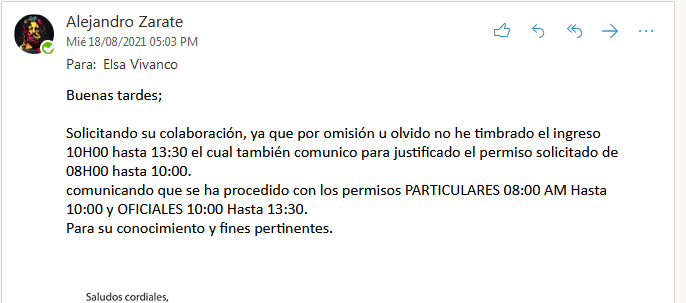 Alejandro Zarate
Mié 18/08/2021 05:03 PM
Para: Elsa Vivanco
Buenas tardes;
Solicitando su colaboración, ya que por omisión u olvido no he timbrado el ingreso
10H00 hasta 13:30 el cual también comunico para justificado el permiso solicitado de
08H00 hasta 10:00.
comunicando que se ha procedido con los permisos PARTICULARES 08:00 AM Hasta
10:00 y OFICIALES 10:00 Hasta 13:30.
Para su conocimiento y fines pertinentes.
Saludos cordiales,